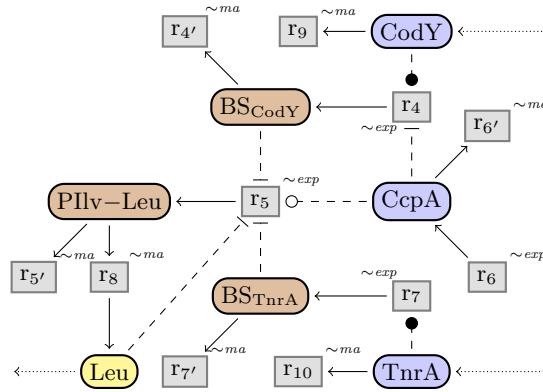 ∼ma
∼ma
r4′
r9
CodY
BSCodY
r4
∼exp
∼ma
r6′
∼exp
PIlv−Leu
r5
CcpA
∼ma
∼ma
∼exp
∼exp
r5′
r8
BSTnrA
r7
r6
∼ma
∼ma
Leu
r7′
r10
TnrA